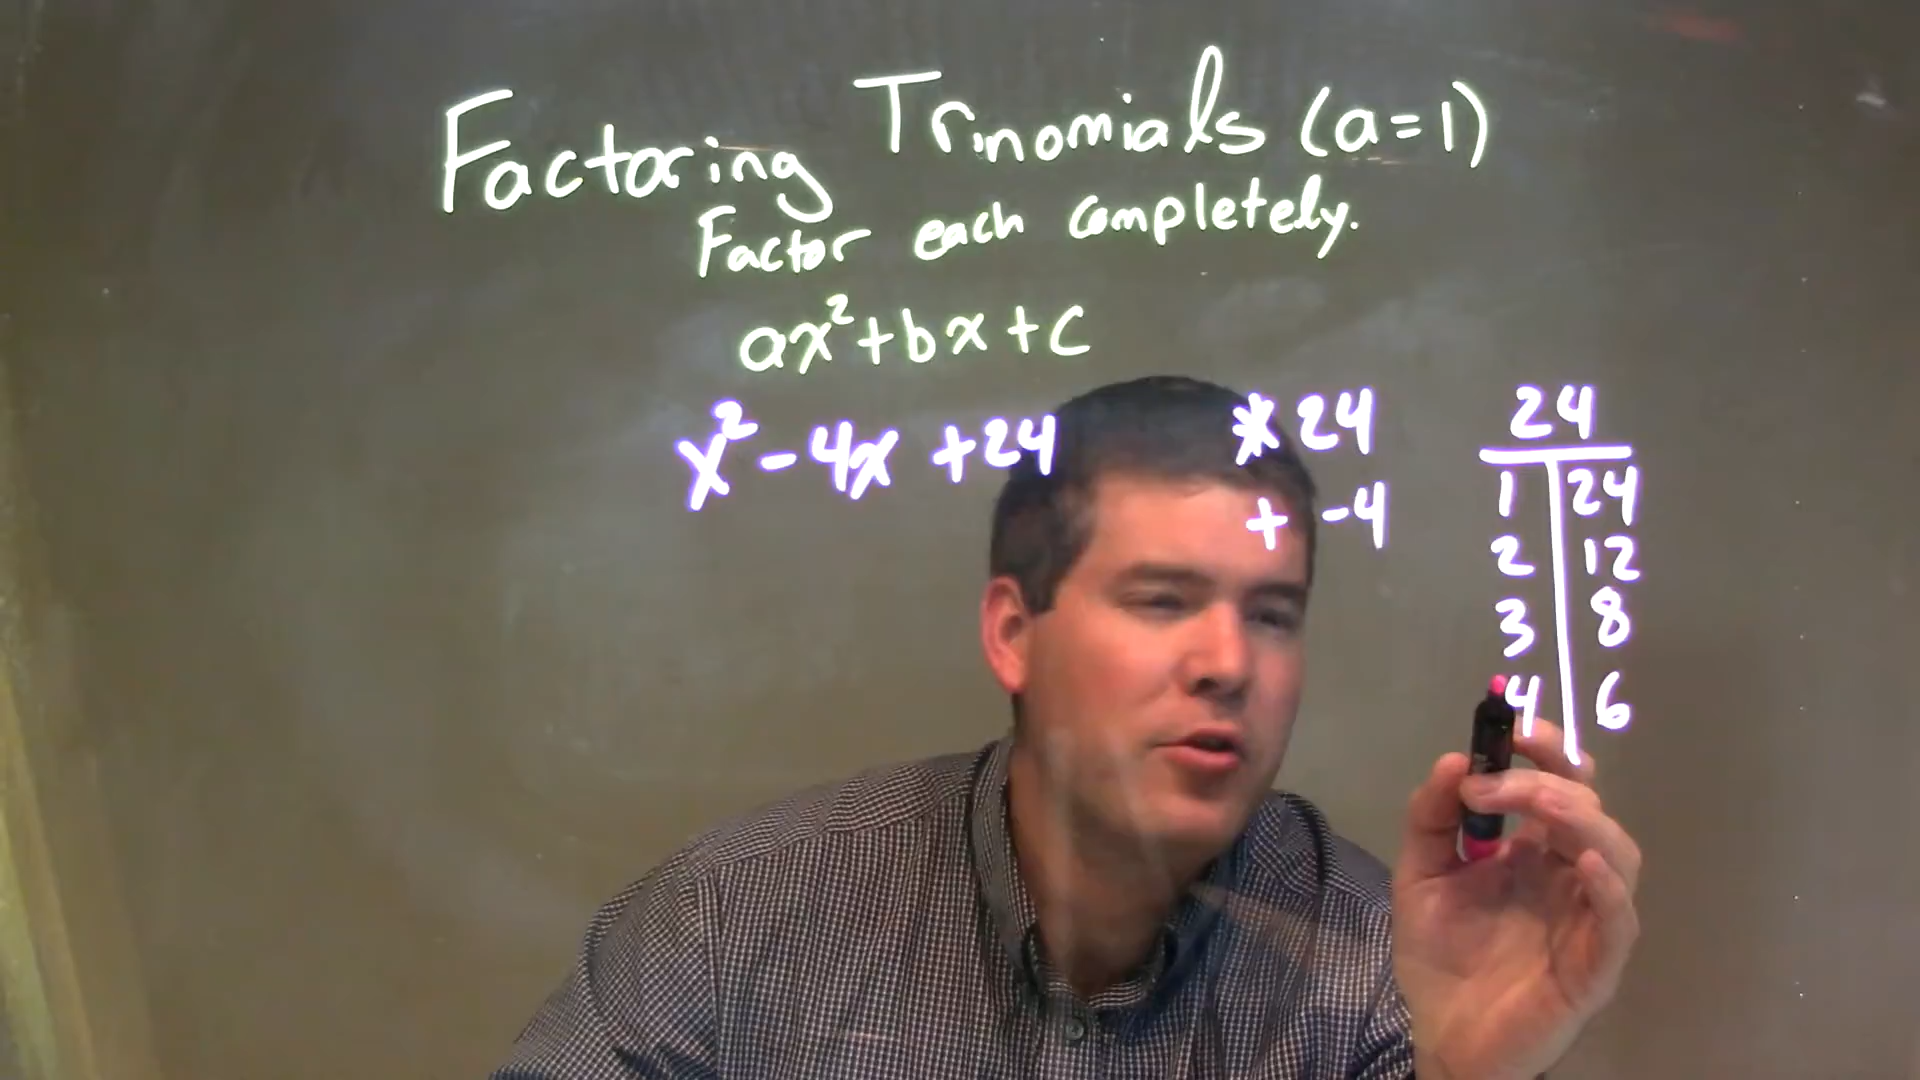 Factoring Trinomials (a=1)
Factor each completely.
ax²+bx+c
x²-4x+24
* 24
+ -4
24
1 24
2 12
3 8
4 6